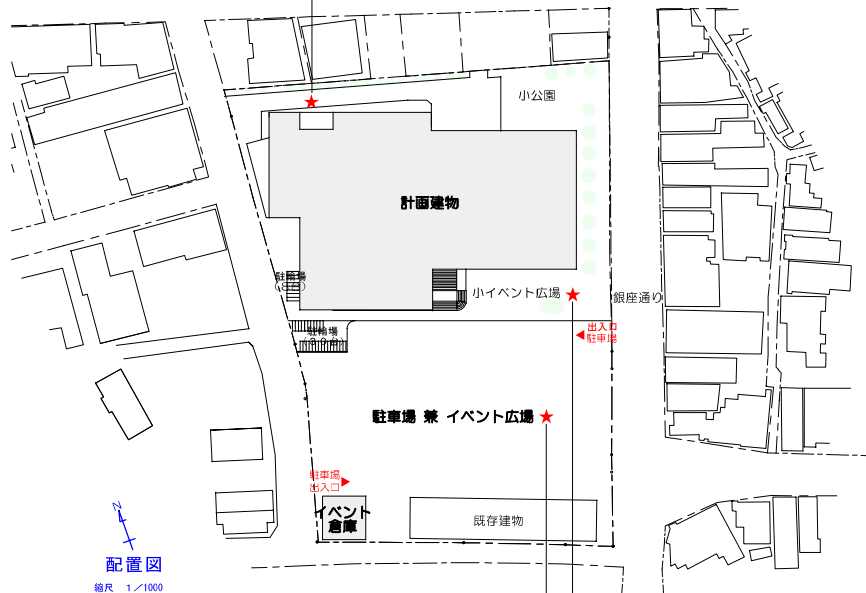 小公園
計画建物
駐輪場
小イベント広場
銀座通り
出入口
駐車場
駐輪場
駐車場 兼 イベント広場
駐車場
出入口
イベント
倉庫
既存建物
N
配置図
縮尺 1/1000